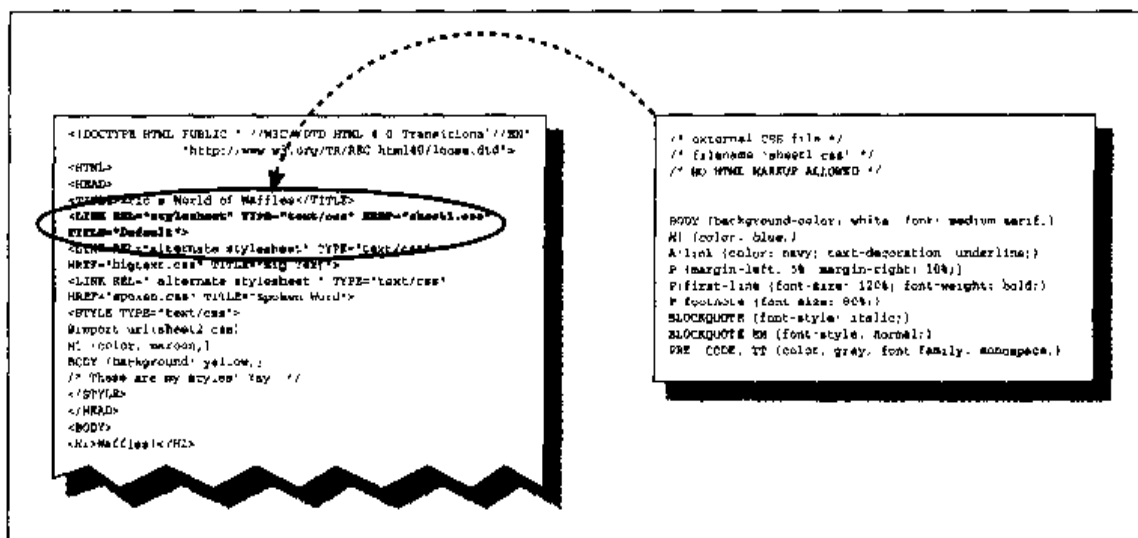 <!DOCTYPE HTML PUBLIC "-//W3C//DTD HTML 4.0 Transitional//EN"
"http://www.w3.org/TR/REC-html40/loose.dtd">
<HTML>
<HEAD>
<TITLE>Eric's World of Waffles</TITLE>
<LINK REL="stylesheet" TYPE="text/css" HREF="sheet1.css"
TITLE="Default">
<LINK REL="alternate stylesheet" TYPE="text/css"
HREF="bigtext.css" TITLE="Big Text">
<LINK REL=" alternate stylesheet " TYPE="text/css"
HREF="spoken.css" TITLE="Spoken Word">
<STYLE TYPE="text/css">
@import url(sheet2.css)
H1 {color: maroon;}
BODY {background: yellow;}
/* These are my styles! Yay! */
</STYLE>
</HEAD>
<BODY>
<H1>Waffles!</H1>
/* external CSS file */
/* filename 'sheet1.css' */
/* NO HTML MARKUP ALLOWED */
BODY {background-color: white; font: medium serif;}
H1 {color: blue;}
A:link {color: navy; text-decoration: underline;}
P {margin-left: 5%; margin-right: 10%;}
P:first-line {font-size: 120%; font-weight: bold;}
P.footnote {font-size: 80%;}
BLOCKQUOTE {font-style: italic;}
BLOCKQUOTE EM {font-style: normal;}
PRE, CODE, TT {color: gray; font-family: monospace;}